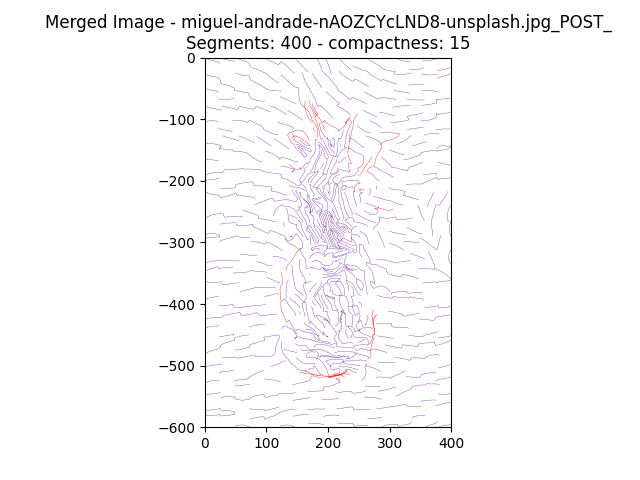 Merged Image - miguel-andrade-nAOZCYcLND8-unsplash.jpg_POST_
Segments: 400 - compactness: 15
0
−100
−200
−300
−400
−500
−600
0 100 200 300 400